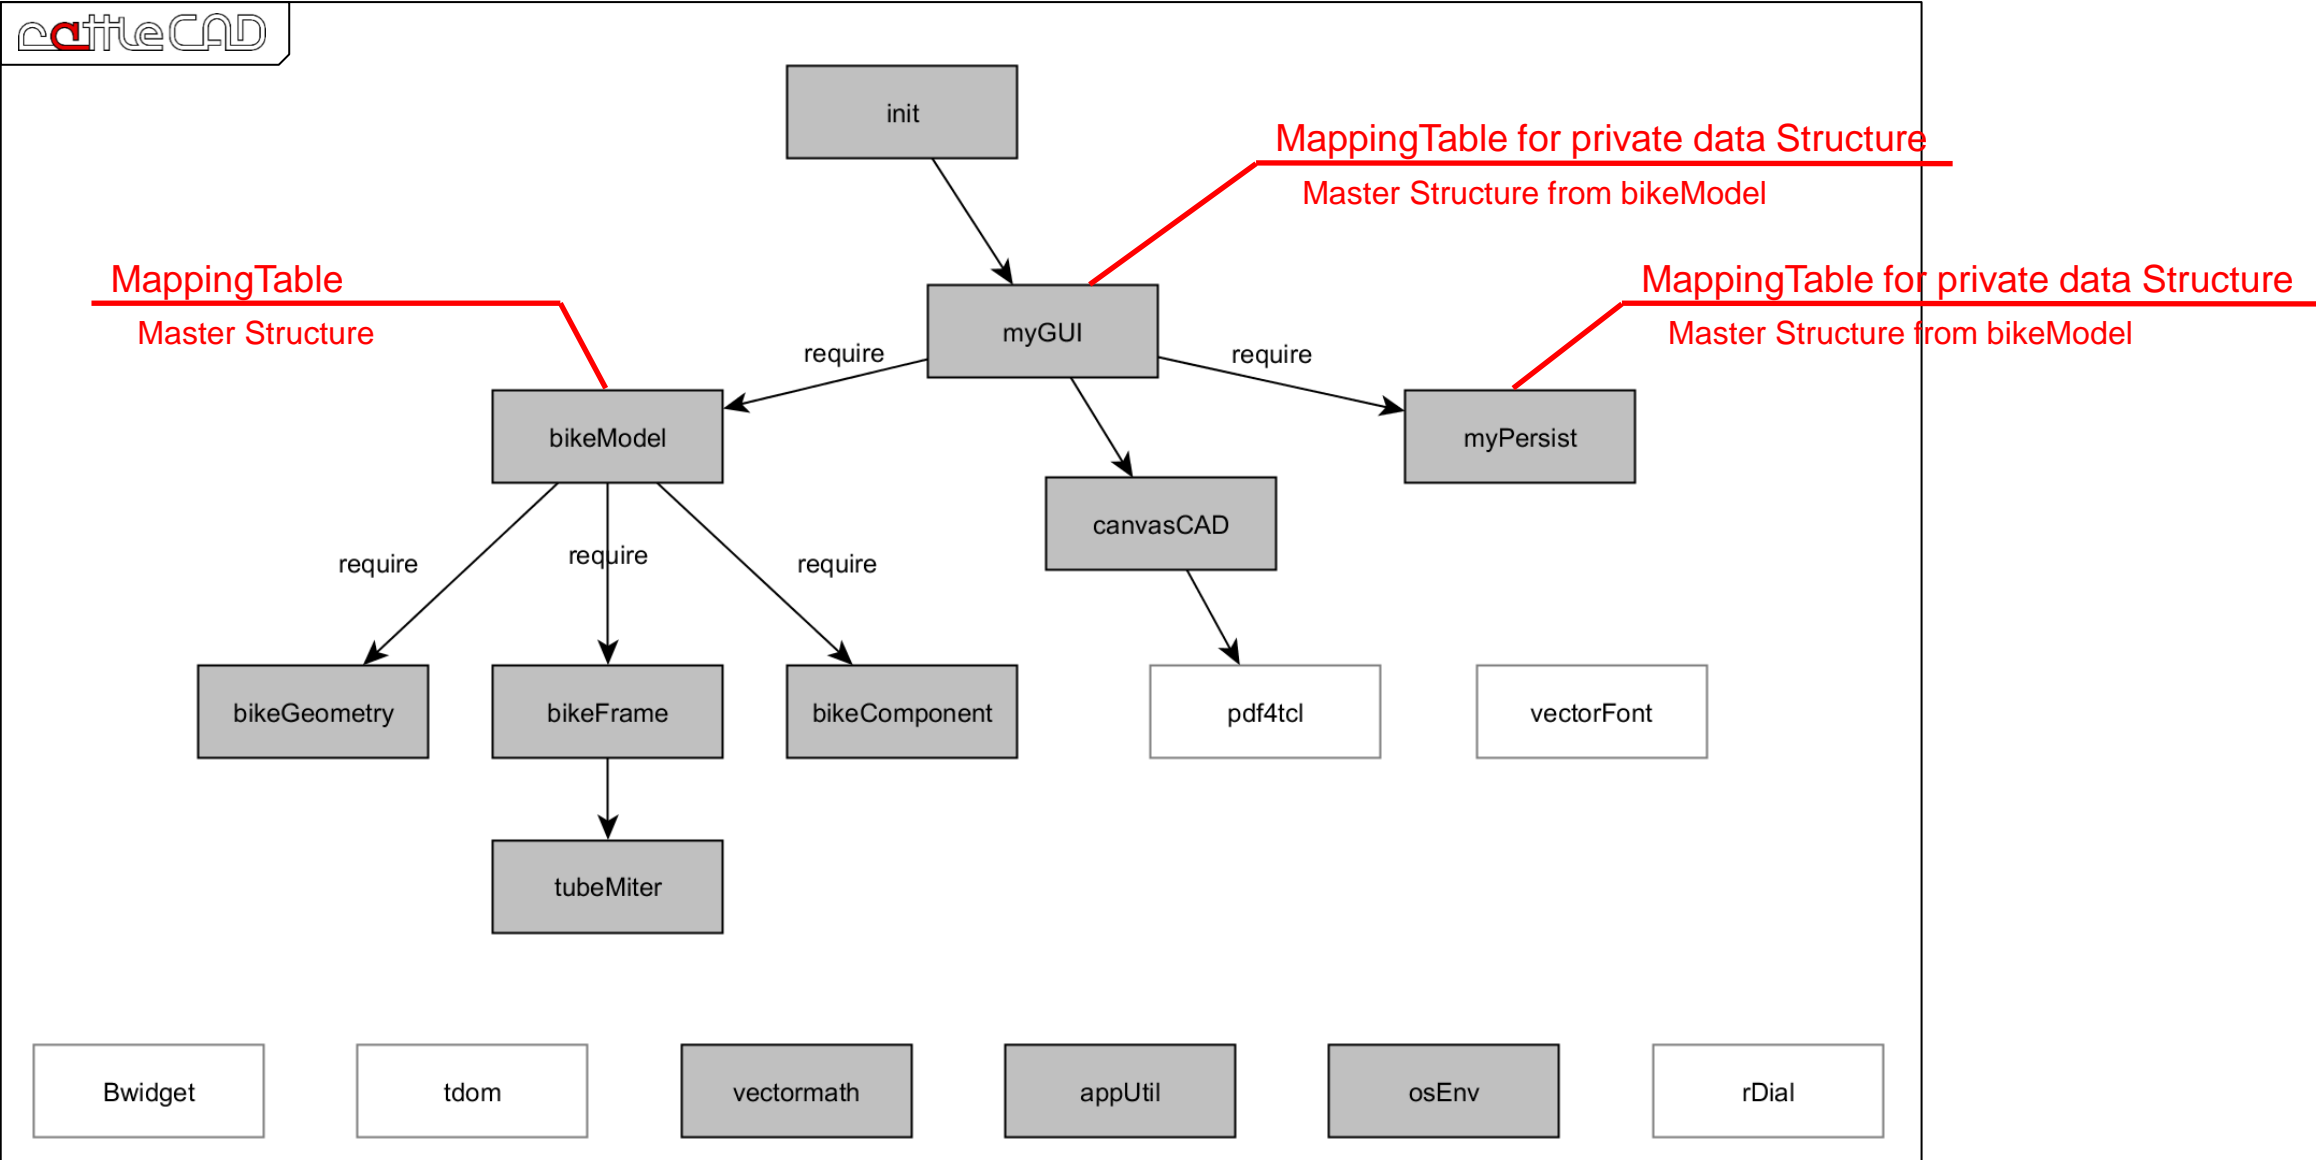 rattleCAD
init
MappingTable for private data Structure
Master Structure from bikeModel
MappingTable
Master Structure
MappingTable for private data Structure
Master Structure from bikeModel
myGUI
require
require
bikeModel
myPersist
canvasCAD
require
require
require
bikeGeometry
bikeFrame
bikeComponent
pdf4tcl
vectorFont
tubeMiter
Bwidget
tdom
vectormath
appUtil
osEnv
rDial